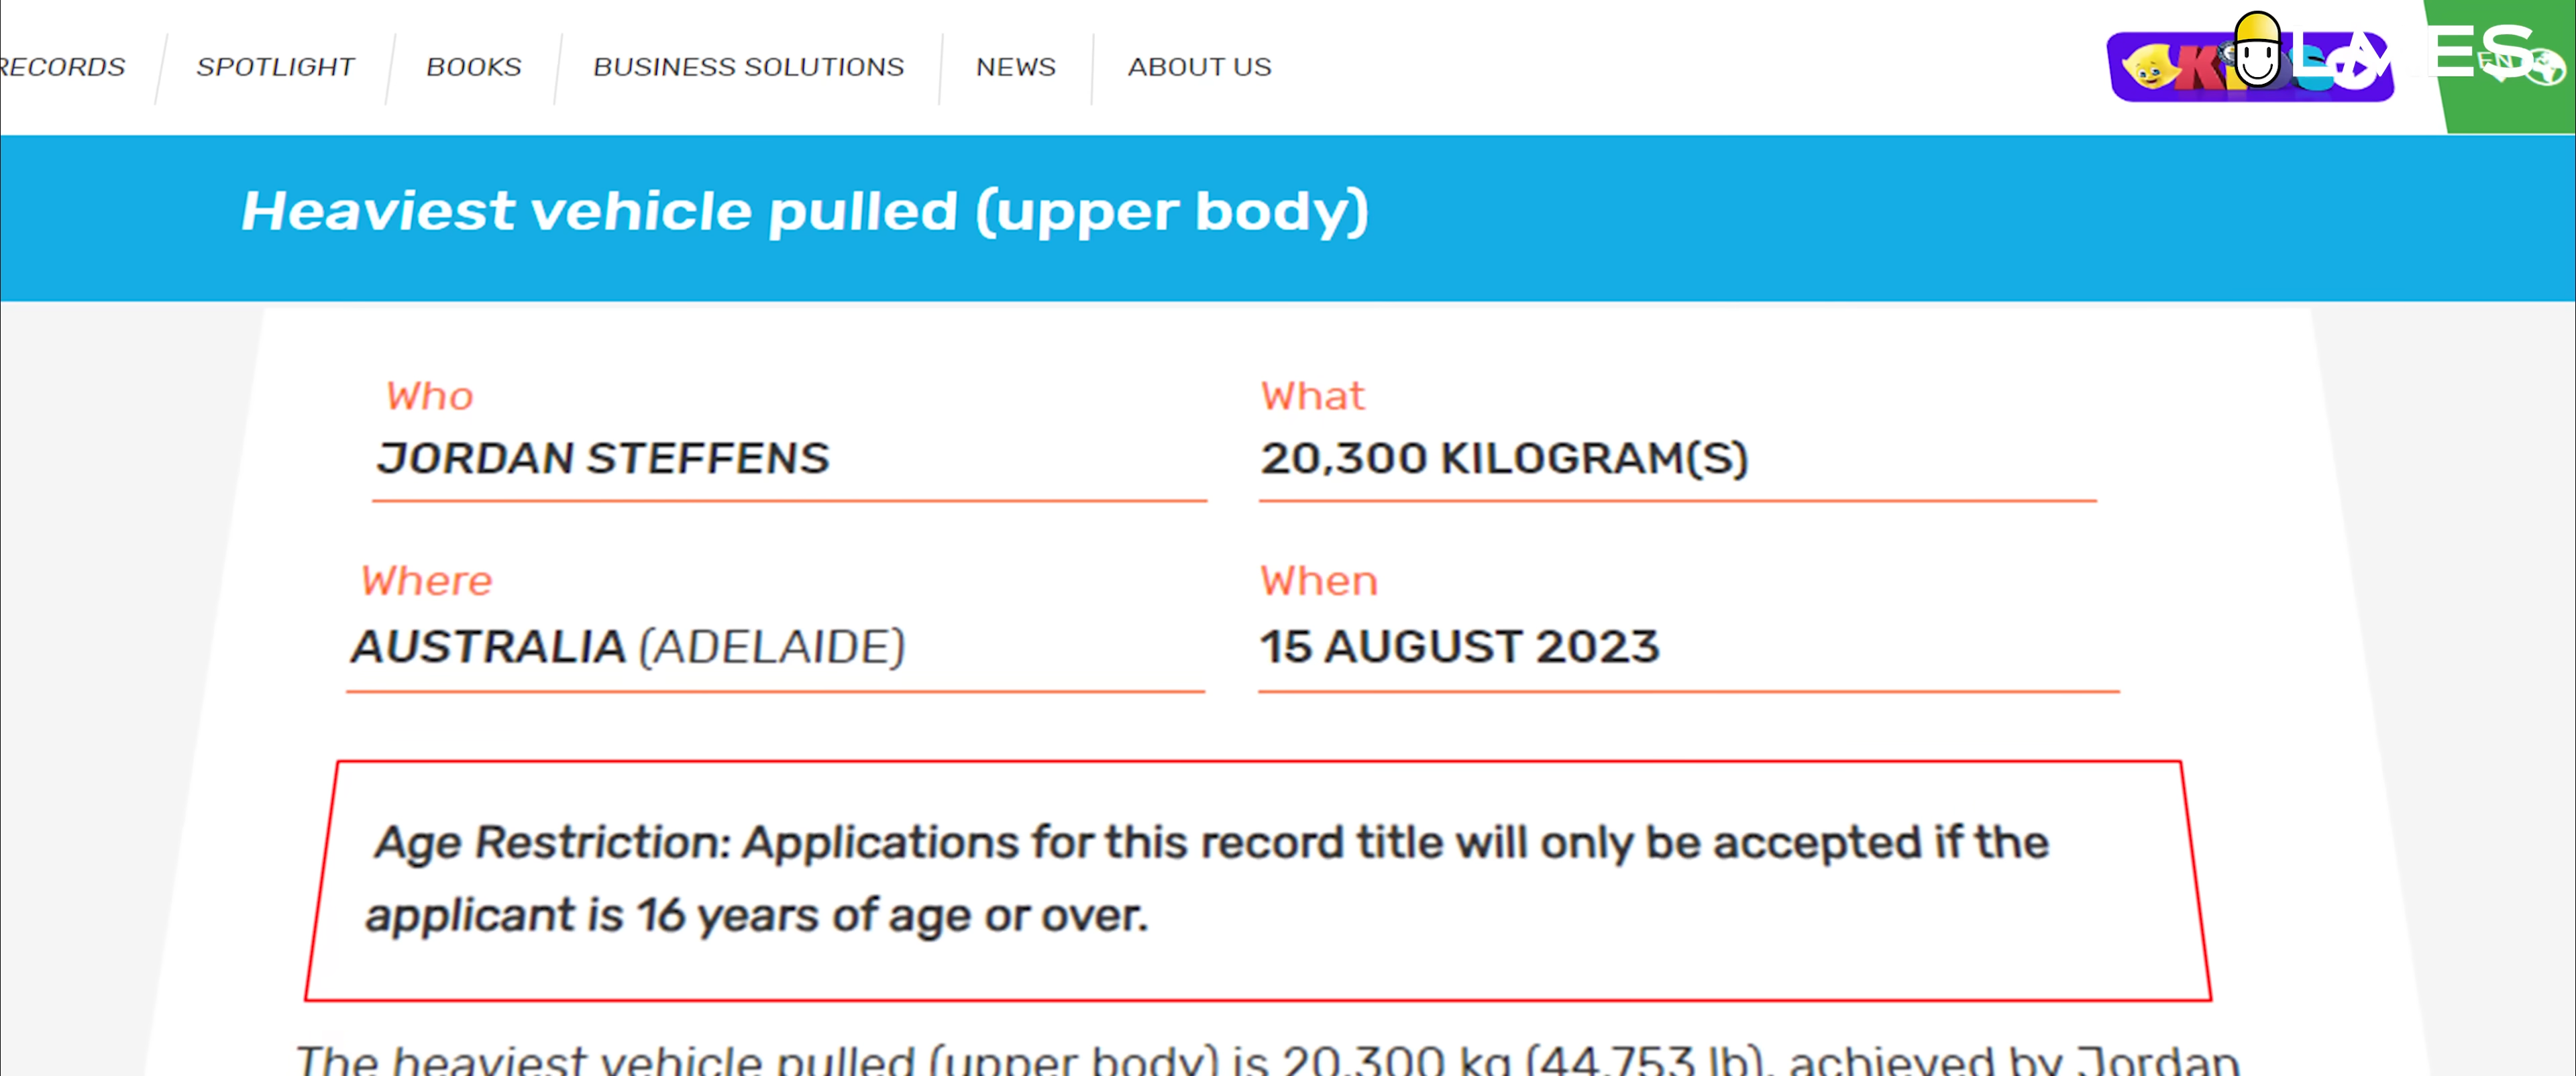 RECORDS
SPOTLIGHT
BOOKS
BUSINESS SOLUTIONS
NEWS
ABOUT US
Heaviest vehicle pulled (upper body)
Who
JORDAN STEFFENS
What
20,300 KILOGRAM(S)
Where
AUSTRALIA (ADELAIDE)
When
15 AUGUST 2023
Age Restriction: Applications for this record title will only be accepted if the
applicant is 16 years of age or over.
The heaviest vehicle pulled (upper body) is 20,300 kg (44,753 lb), achieved by Jordan